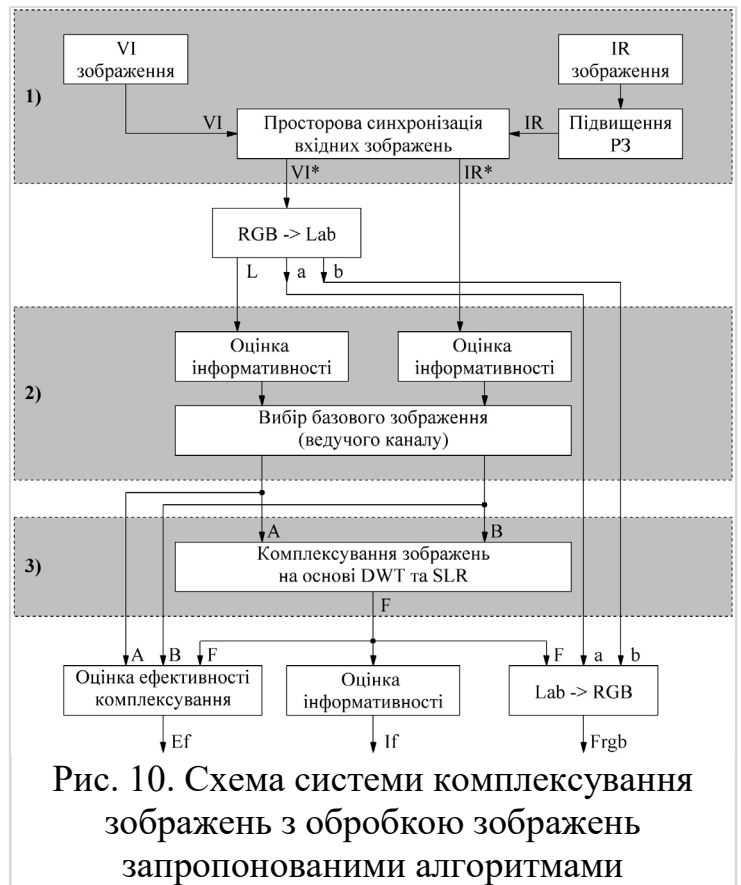 VI
зображення
IR
зображення
1)
VI
Просторова синхронізація
вхідних зображень
IR
Підвищення
РЗ
VI*
IR*
RGB -> Lab
L
a
b
Оцінка
інформативності
Оцінка
інформативності
2)
Вибір базового зображення
(ведучого каналу)
A
B
3)
Комплексування зображень
на основі DWT та SLR
F
A
B
F
F
a
b
Оцінка ефективності
комплексування
Оцінка
інформативності
Lab -> RGB
Ef
If
Frgb
Рис. 10. Схема системи комплексування
зображень з обробкою зображень
запропонованими алгоритмами